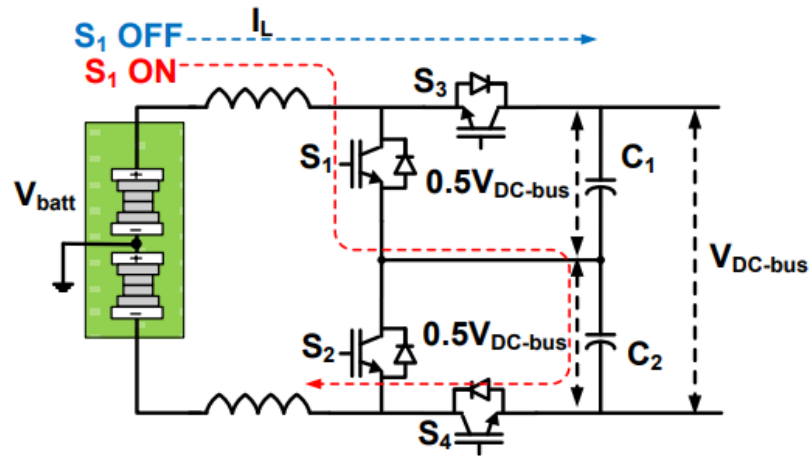 S1 OFF
IL
S1 ON
S3
S1
0.5VDC-bus
C1
Vbatt
+
−
+
−
VDC-bus
S2
0.5VDC-bus
C2
S4